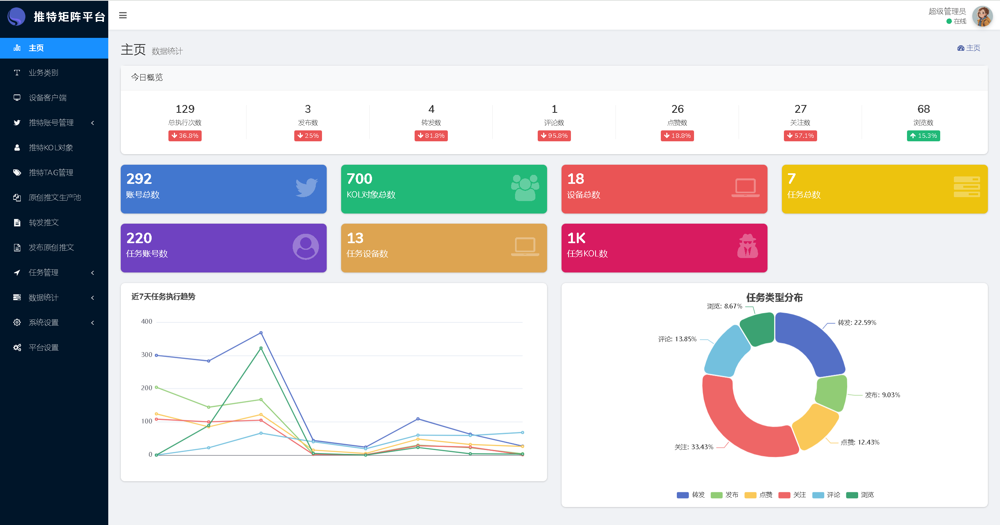 推特矩阵平台
超级管理员
在线
主页
业务类别
设备客户端
推特账号管理
推特KOL对象
推特TAG管理
原创推文生产池
转发推文
发布原创推文
任务管理
数据统计
系统设置
平台设置
主页 数据统计
主页
今日概览
129 3 4 1 26 27 68
总执行次数 发布数 转发数 评论数 点赞数 关注数 浏览数
36.8% 25% 81.8% 95.8% 18.8% 57.1% 15.3%
292
账号总数
700
KOL对象总数
18
设备总数
7
任务总数
220
任务账号数
13
任务设备数
1K
任务KOL数
近7天任务执行趋势
400
300
200
100
0
任务类型分布
浏览: 8.67%
转发: 22.59%
评论: 13.85%
发布: 9.03%
点赞: 12.43%
关注: 33.43%
转发 发布 点赞 关注 评论 浏览